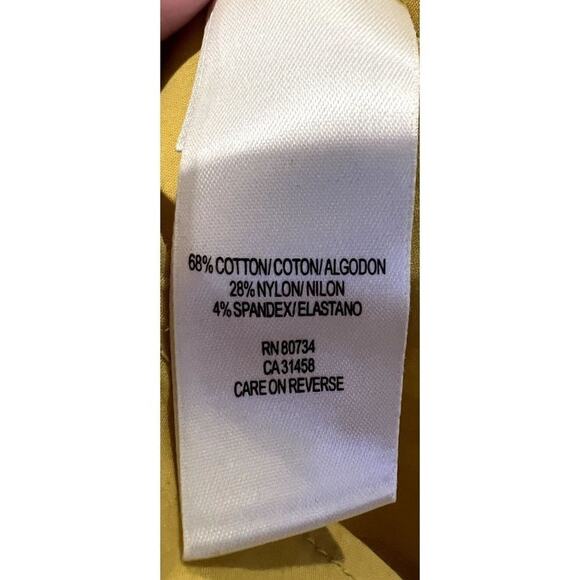 68% COTTON/ COTON/ ALGODON
28% NYLON/ NILON
4% SPANDEX/ ELASTANO
RN 80734
CA 31458
CARE ON REVERSE